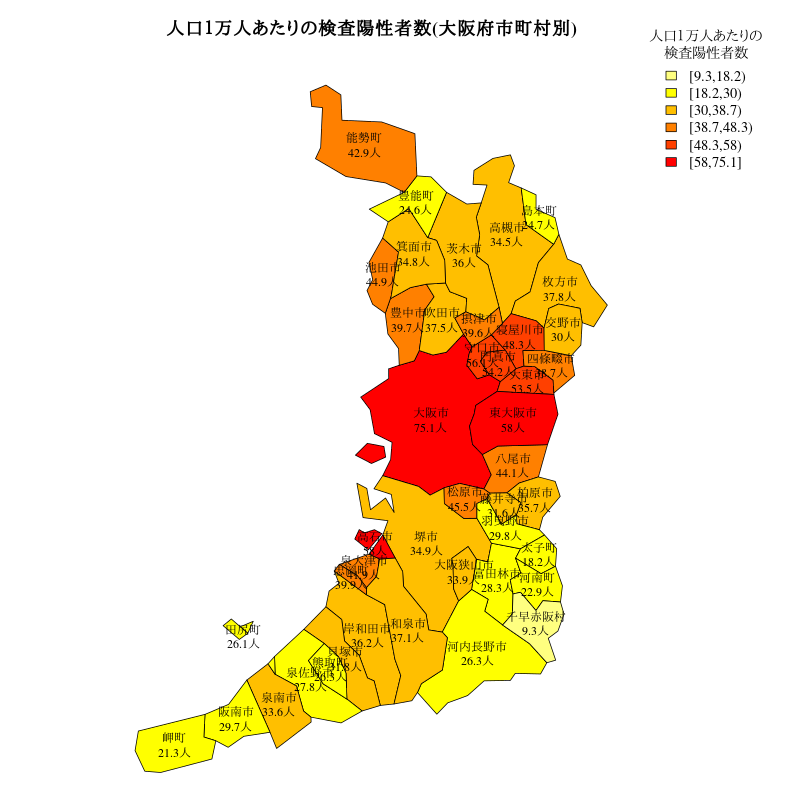 人口1万人あたりの検査陽性者数(大阪府市町村別)
人口1万人あたりの
検査陽性者数
[9.3,18.2)
[18.2,30)
[30,38.7)
[38.7,48.3)
[48.3,58)
[58,75.1]
能勢町
42.9人
豊能町
24.6人
島本町
24.7人
高槻市
34.5人
茨木市
36人
箕面市
34.8人
池田市
44.9人
枚方市
37.8人
豊中市
39.7人
吹田市
37.5人
摂津市
39.6人
交野市
30人
寝屋川市
48.3人
守口市
56.1人
門真市
54.2人
四條畷市
38.7人
大東市
53.5人
大阪市
75.1人
東大阪市
58人
八尾市
44.1人
松原市
45.5人
藤井寺市
31.6人
柏原市
35.7人
羽曳野市
29.8人
高石市
堺市
34.9人
太子町
18.2人
泉大津市
41.9人
忠岡町
39.9人
大阪狭山市
33.9人
富田林市
28.3人
河南町
22.9人
千早赤阪村
9.3人
田尻町
26.1人
岸和田市
36.2人
和泉市
37.1人
河内長野市
26.3人
貝塚市
31.8人
熊取町
泉佐野市
27.8人
泉南市
33.6人
阪南市
29.7人
岬町
21.3人